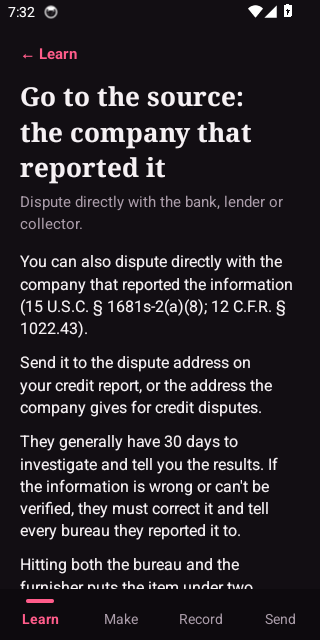 7:32
← Learn
Go to the source:
the company that
reported it
Dispute directly with the bank, lender or
collector.
You can also dispute directly with the
company that reported the information
(15 U.S.C. § 1681s-2(a)(8); 12 C.F.R. §
1022.43).
Send it to the dispute address on
your credit report, or the address the
company gives for credit disputes.
They generally have 30 days to
investigate and tell you the results. If
the information is wrong or can't be
verified, they must correct it and tell
every bureau they reported it to.
Hitting both the bureau and the
furnisher puts the item under two
Learn Make Record Send